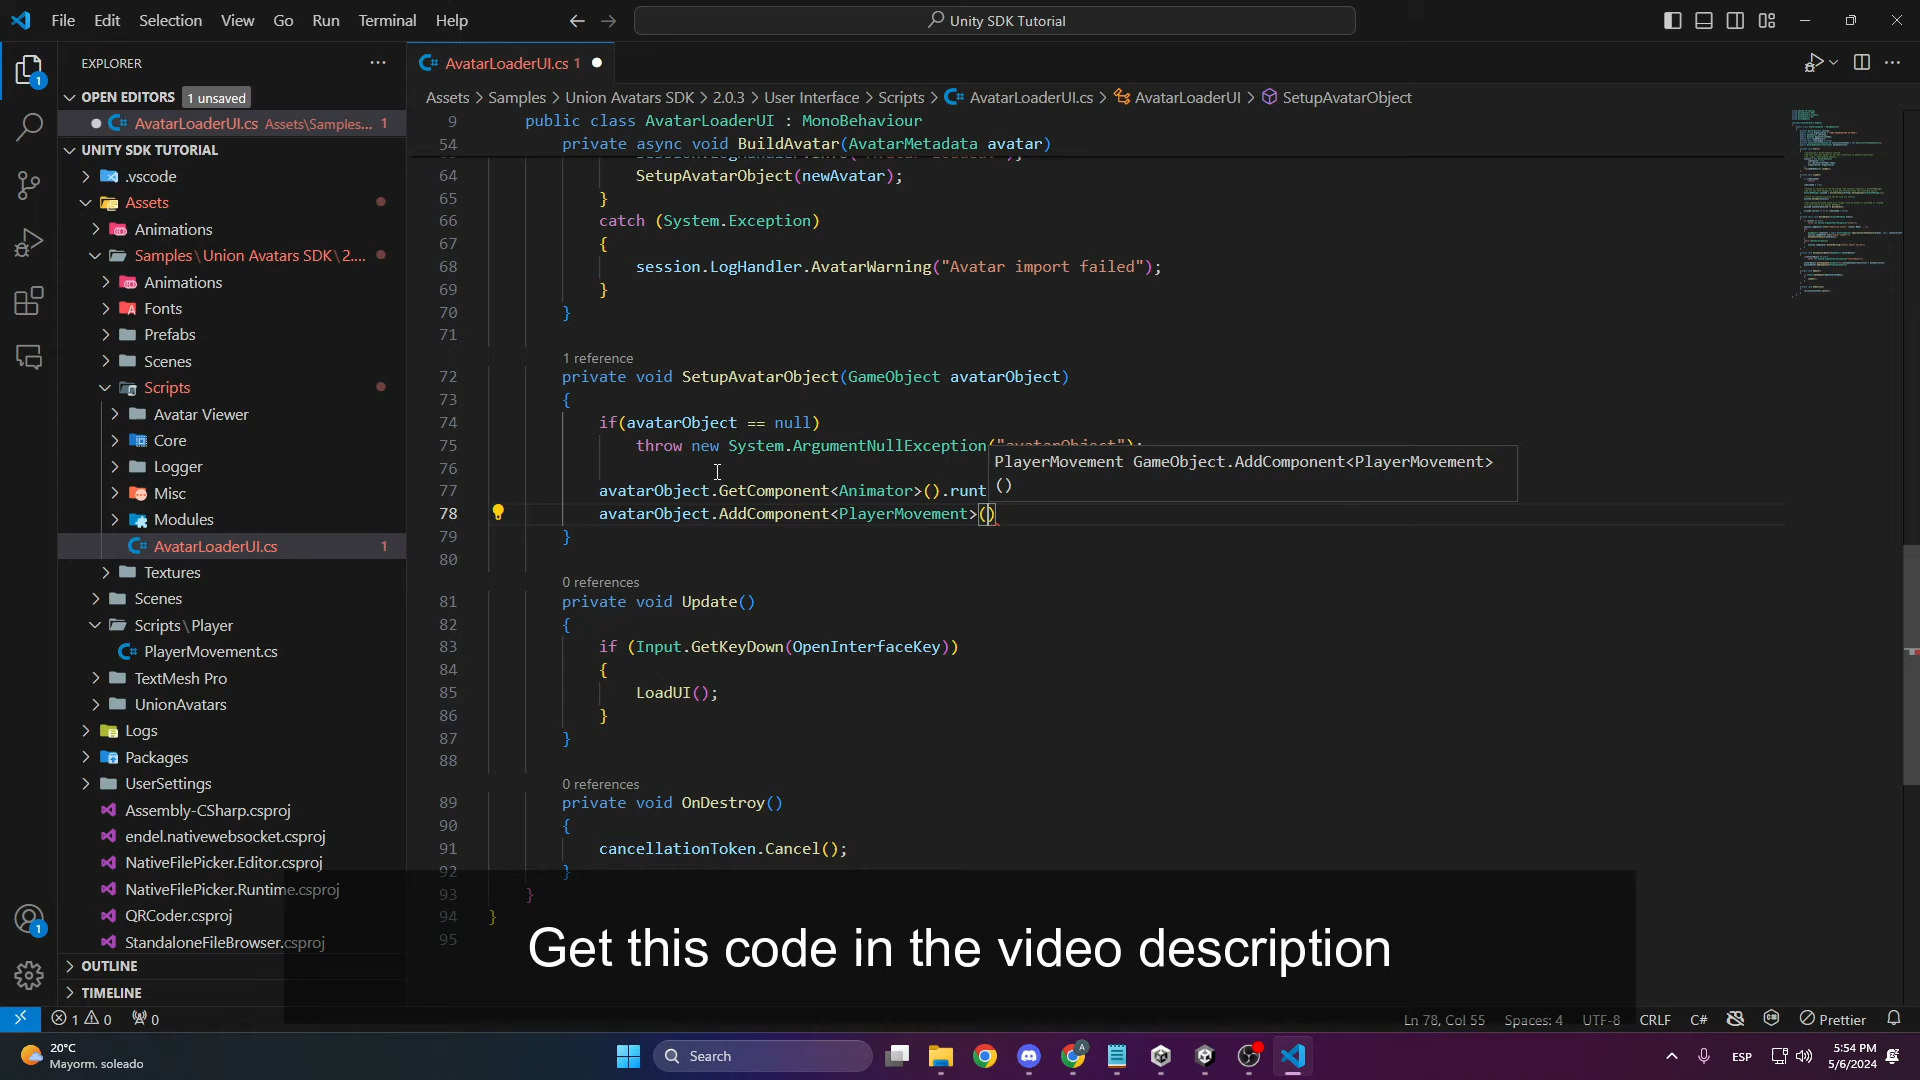 File Edit Selection View Go Run Terminal Help
Unity SDK Tutorial
EXPLORER
OPEN EDITORS 1 unsaved
AvatarLoaderUI.cs Assets\Samples... 1
UNITY SDK TUTORIAL
.vscode
Assets
Animations
Samples\Union Avatars SDK\2....
Animations
Fonts
Prefabs
Scenes
Scripts
Avatar Viewer
Core
Logger
Misc
Modules
AvatarLoaderUI.cs 1
Textures
Scenes
Scripts\Player
PlayerMovement.cs
TextMesh Pro
UnionAvatars
Logs
Packages
UserSettings
Assembly-CSharp.csproj
endel.nativewebsocket.csproj
NativeFilePicker.Editor.csproj
NativeFilePicker.Runtime.csproj
QRCoder.csproj
StandaloneFileBrowser.csproj
OUTLINE
TIMELINE
AvatarLoaderUI.cs 1
Assets > Samples > Union Avatars SDK > 2.0.3 > User Interface > Scripts > AvatarLoaderUI.cs > AvatarLoaderUI > SetupAvatarObject
9 public class AvatarLoaderUI : MonoBehaviour
54 private async void BuildAvatar(AvatarMetadata avatar)
64 SetupAvatarObject(newAvatar);
65 }
66 catch (System.Exception)
67 {
68 session.LogHandler.AvatarWarning("Avatar import failed");
69 }
70 }
71
1 reference
72 private void SetupAvatarObject(GameObject avatarObject)
73 {
74 if(avatarObject == null)
75 throw new System.ArgumentNullException("avatarObject");
76
PlayerMovement GameObject.AddComponent<PlayerMovement>
()
77 avatarObject.GetComponent<Animator>().runt
78 avatarObject.AddComponent<PlayerMovement>()
79 }
80
0 references
81 private void Update()
82 {
83 if (Input.GetKeyDown(OpenInterfaceKey))
84 {
85 LoadUI();
86 }
87 }
88
0 references
89 private void OnDestroy()
90 {
91 cancellationToken.Cancel();
92 }
93 }
94 }
95
Get this code in the video description
1 0 0
Ln 78, Col 55 Spaces: 4 UTF-8 CRLF C# Prettier
20°C
Mayorm. soleado
Search
ESP
5:54 PM
5/6/2024